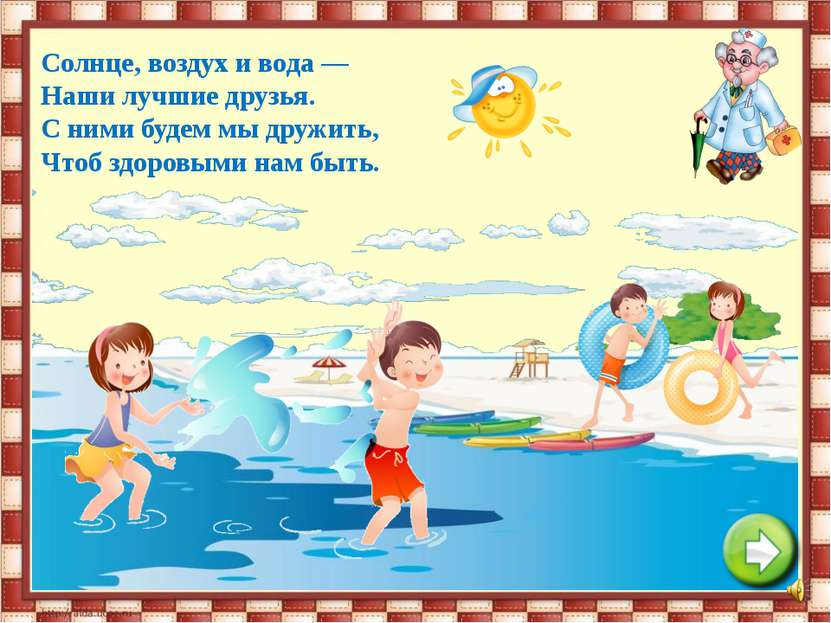 Солнце, воздух и вода —
Наши лучшие друзья.
С ними будем мы дружить,
Чтоб здоровыми нам быть.